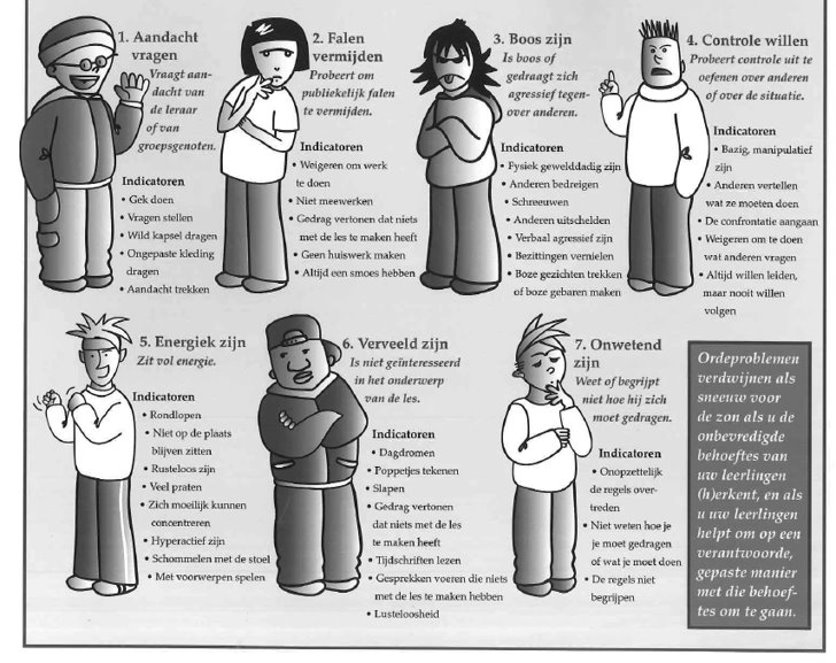 1. Aandacht
vragen
Vraagt aan-
dacht van
de leraar
of van
groepsgenoten.
Indicatoren
• Gek doen
• Vragen stellen
• Wild kapsel dragen
• Ongepaste kleding
dragen
• Aandacht trekken
2. Falen
vermijden
Probeert om
publiekelijk falen
te vermijden.
Indicatoren
• Weigeren om werk
te doen
• Niet meewerken
• Gedrag vertonen dat niets
met de les te maken heeft
• Geen huiswerk maken
• Altijd een smoes hebben
3. Boos zijn
Is boos of
gedraagt zich
agressief tegen-
over anderen.
Indicatoren
• Fysiek gewelddadig zijn
• Anderen bedreigen
• Schreeuwen
• Anderen uitschelden
• Verbaal agressief zijn
• Bezittingen vernielen
• Boze gezichten trekken
of boze gebaren maken
4. Controle willen
Probeert controle uit te
oefenen over anderen
of over de situatie.
Indicatoren
• Bazig, manipulatief
zijn
• Anderen vertellen
wat ze moeten doen
• De confrontatie aangaan
• Weigeren om te doen
wat anderen vragen
• Altijd willen leiden,
maar nooit willen
volgen
5. Energiek zijn
Zit vol energie.
Indicatoren
• Rondlopen
• Niet op de plaats
blijven zitten
• Rusteloos zijn
• Veel praten
• Zich moeilijk kunnen
concentreren
• Hyperactief zijn
• Schommelen met de stoel
• Met voorwerpen spelen
6. Verveeld zijn
Is niet geïnteresseerd
in het onderwerp
van de les.
Indicatoren
• Dagdromen
• Poppetjes tekenen
• Slapen
• Gedrag vertonen
dat niets met de les
te maken heeft
• Tijdschriften lezen
• Gesprekken voeren die niets
met de les te maken hebben
• Lusteloosheid
7. Onwetend
zijn
Weet of begrijpt
niet hoe hij zich
moet gedragen.
Indicatoren
• Onopzettelijk
de regels over-
treden
• Niet weten hoe je
je moet gedragen
of wat je moet doen
• De regels niet
begrijpen
Ordeproblemen
verdwijnen als
sneeuw voor
de zon als u de
onbevredigde
behoeftes van
uw leerlingen
(h)erkent, en als
u uw leerlingen
helpt om op een
verantwoorde,
gepaste manier
met die behoef-
tes om te gaan.